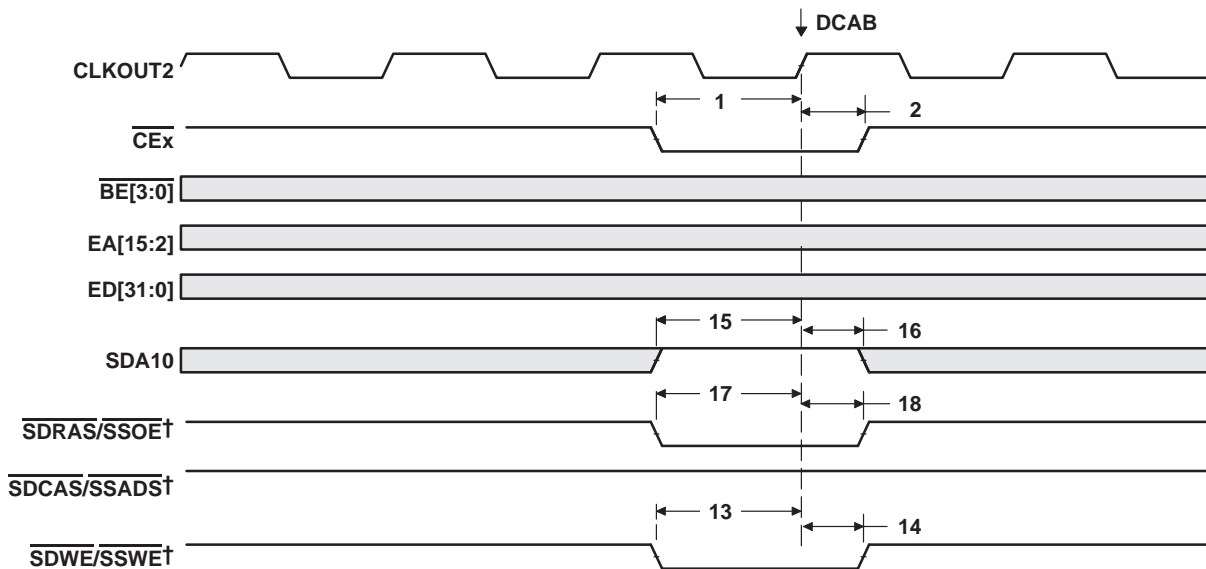 DCAB
CLKOUT2
1
2
CEx
BE[3:0]
EA[15:2]
ED[31:0]
15
16
SDA10
17
18
SDRAS/SSOE†
SDCAS/SSADS†
13
14
SDWE/SSWE†